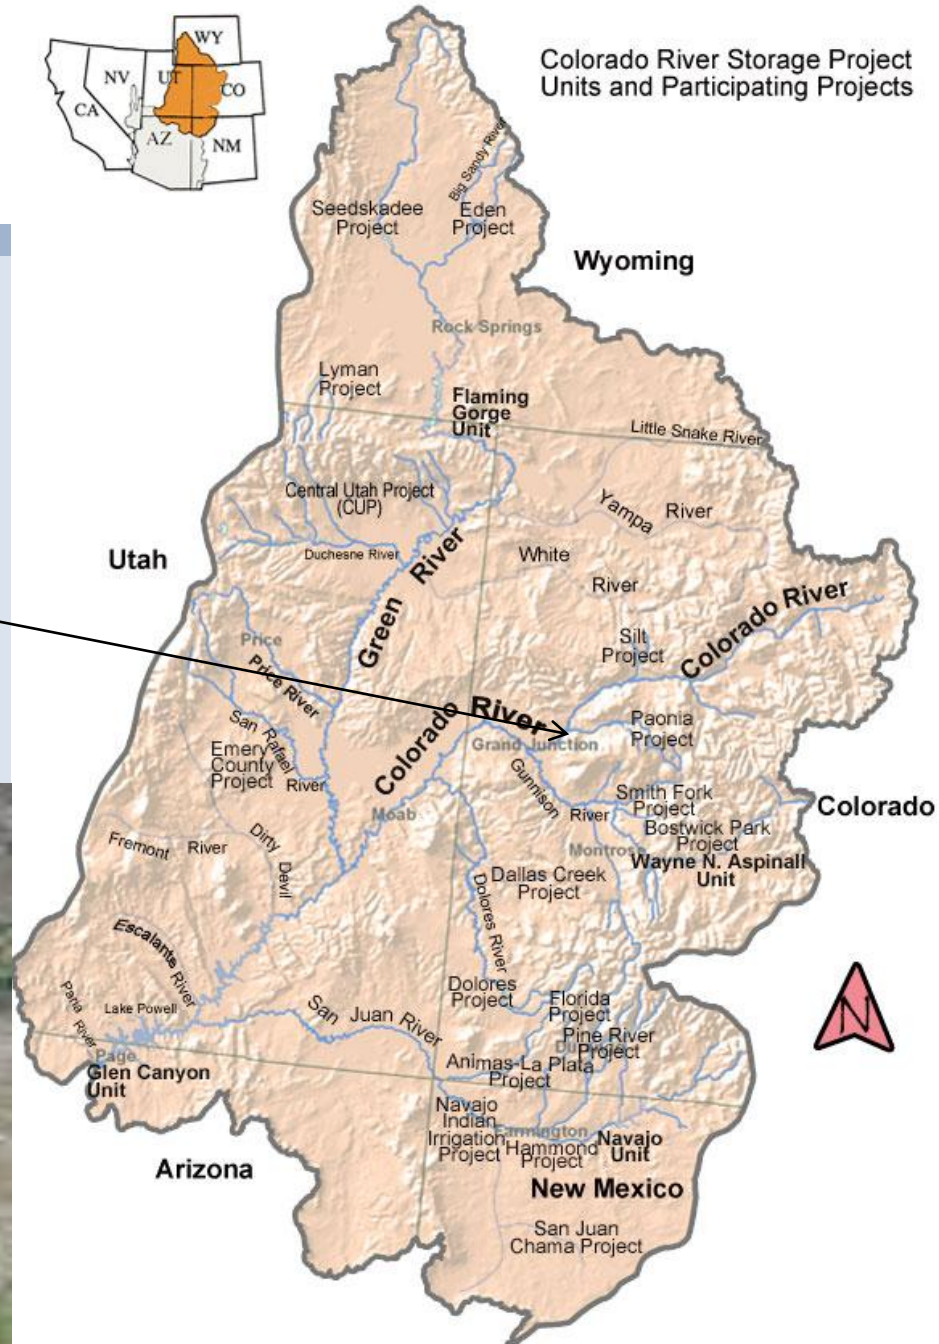 WY
NV
UT
CO
CA
AZ
NM
Colorado River Storage Project
Units and Participating Projects
Big Sandy River
Seedskadee
Project
Eden
Project
Wyoming
Rock Springs
Lyman
Project
Flaming
Gorge
Unit
Little Snake River
Central Utah Project
(CUP)
Yampa River
Utah
Duchesne River
Green River
White
River
Colorado River
Silt
Project
Price
Price River
San Rafael
River
Emery
County
Project
Colorado River
Grand Junction
Paonia
Project
Gunnison
River
Smith Fork
Project
Colorado
Moab
Bostwick Park
Project
Fremont River
Dirty
Devil
Montrose
Wayne N. Aspinall
Unit
Dallas Creek
Project
Dolores River
Escalante River
Paria
River
Lake Powell
San Juan River
Dolores
Project
Florida
Project
Pine River
Project
Page
Glen Canyon
Unit
Animas-La Plata
Project
Navajo
Indian
Irrigation
Project
Farmington
Hammond
Project
Navajo
Unit
Arizona
New Mexico
San Juan
Chama Project
N